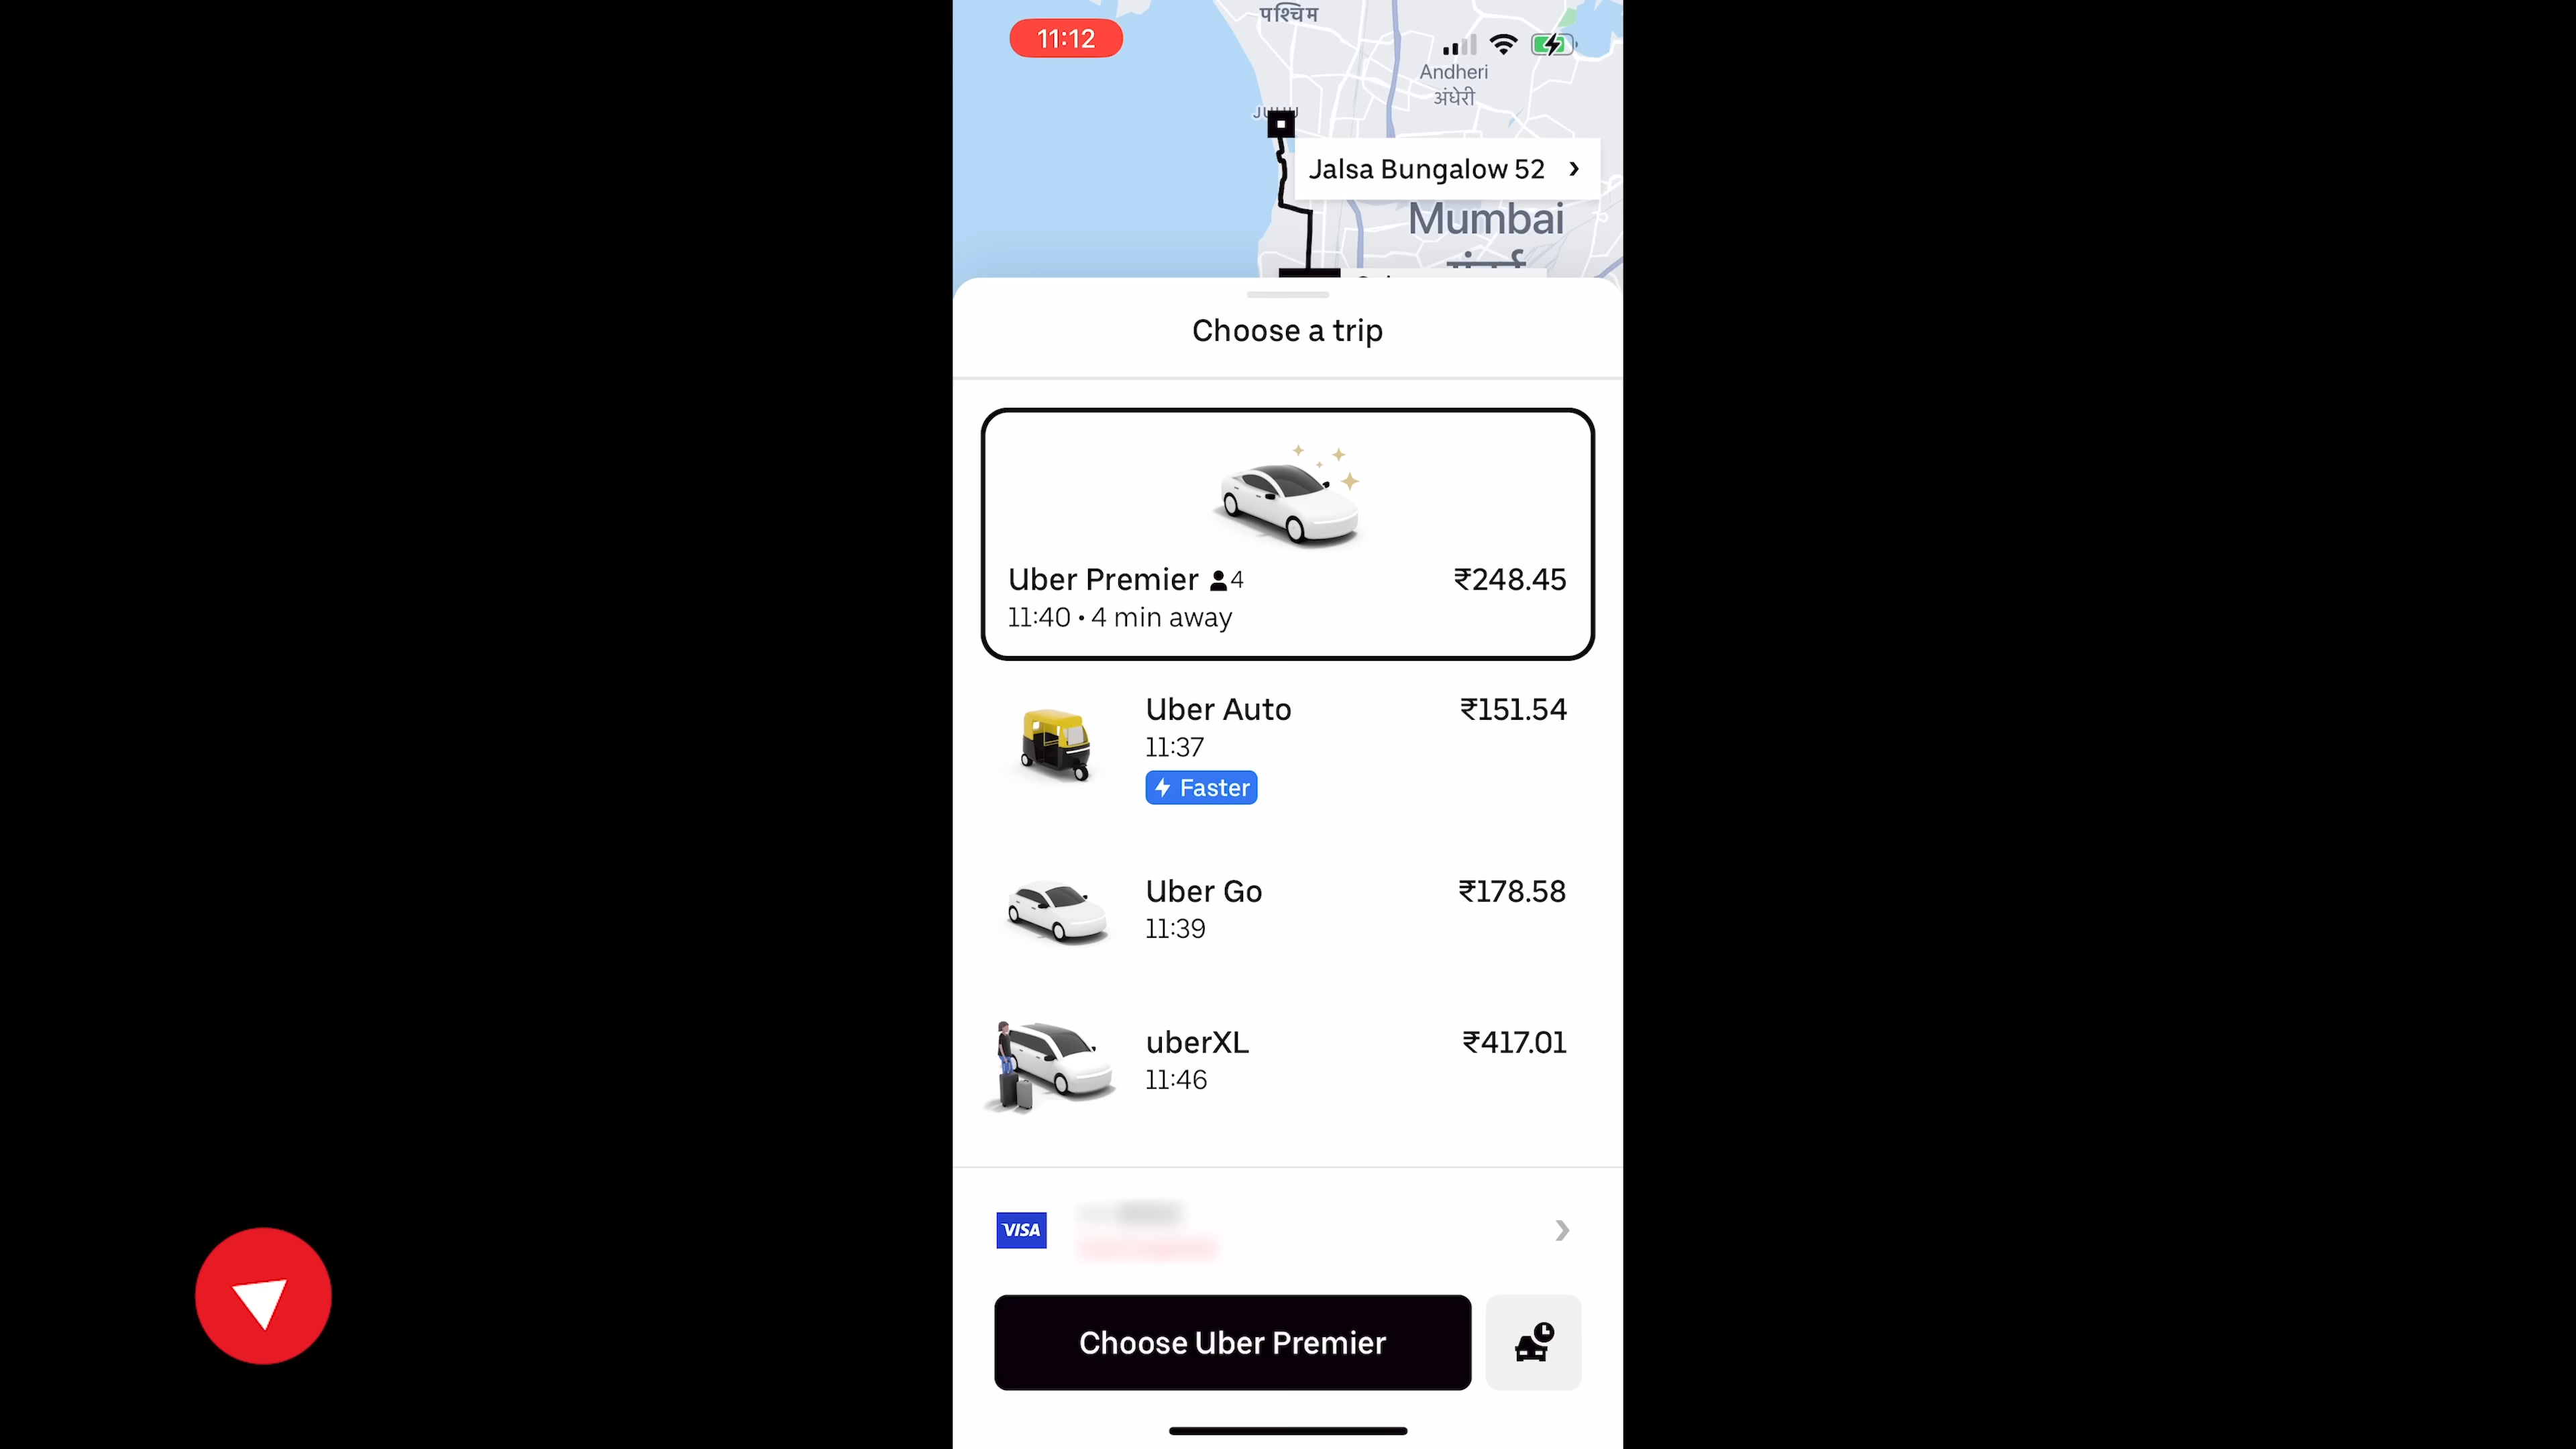 पश्चिम
11:12
Andheri
अंधेरी
Jalsa Bungalow 52
Mumbai
Choose a trip
Uber Premier 4
₹248.45
11:40 • 4 min away
Uber Auto
₹151.54
11:37
Faster
Uber Go
₹178.58
11:39
uberXL
₹417.01
11:46
VISA
Choose Uber Premier